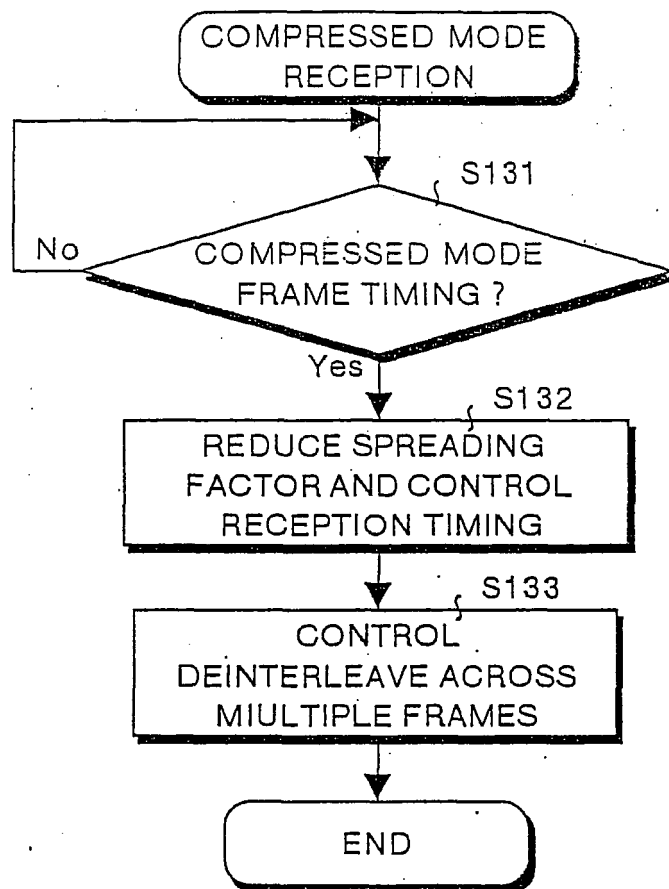 COMPRESSED MODE
RECEPTION
S131
No
COMPRESSED MODE
FRAME TIMING ?
Yes
S132
REDUCE SPREADING
FACTOR AND CONTROL
RECEPTION TIMING
S133
CONTROL
DEINTERLEAVE ACROSS
MIULTIPLE FRAMES
END